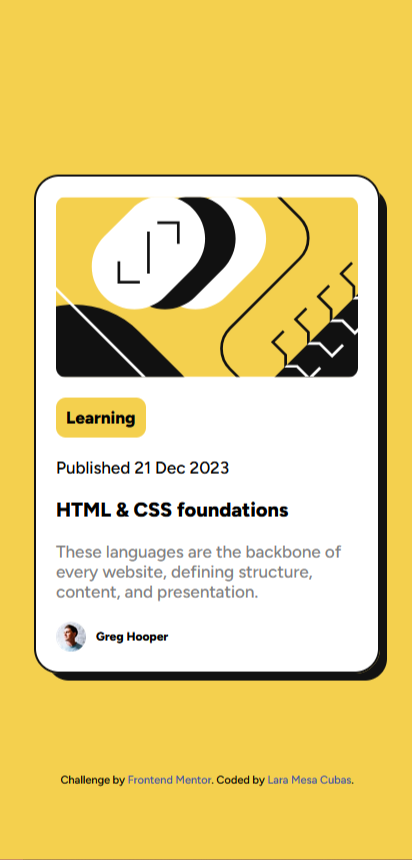 Learning
Published 21 Dec 2023
HTML & CSS foundations
These languages are the backbone of
every website, defining structure,
content, and presentation.
Greg Hooper
Challenge by Frontend Mentor. Coded by Lara Mesa Cubas.